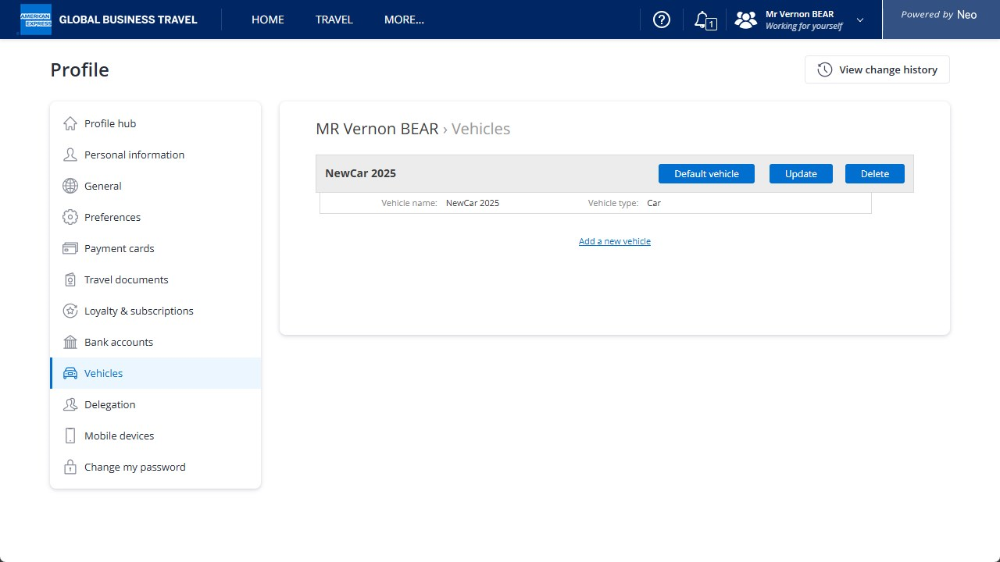 AMERICAN
EXPRESS
GLOBAL BUSINESS TRAVEL
HOME
TRAVEL
MORE...
1
Mr Vernon BEAR
Working for yourself
Powered by Neo
Profile
View change history
Profile hub
Personal information
General
Preferences
Payment cards
Travel documents
Loyalty & subscriptions
Bank accounts
Vehicles
Delegation
Mobile devices
Change my password
MR Vernon BEAR › Vehicles
NewCar 2025
Default vehicle
Update
Delete
Vehicle name: NewCar 2025
Vehicle type: Car
Add a new vehicle